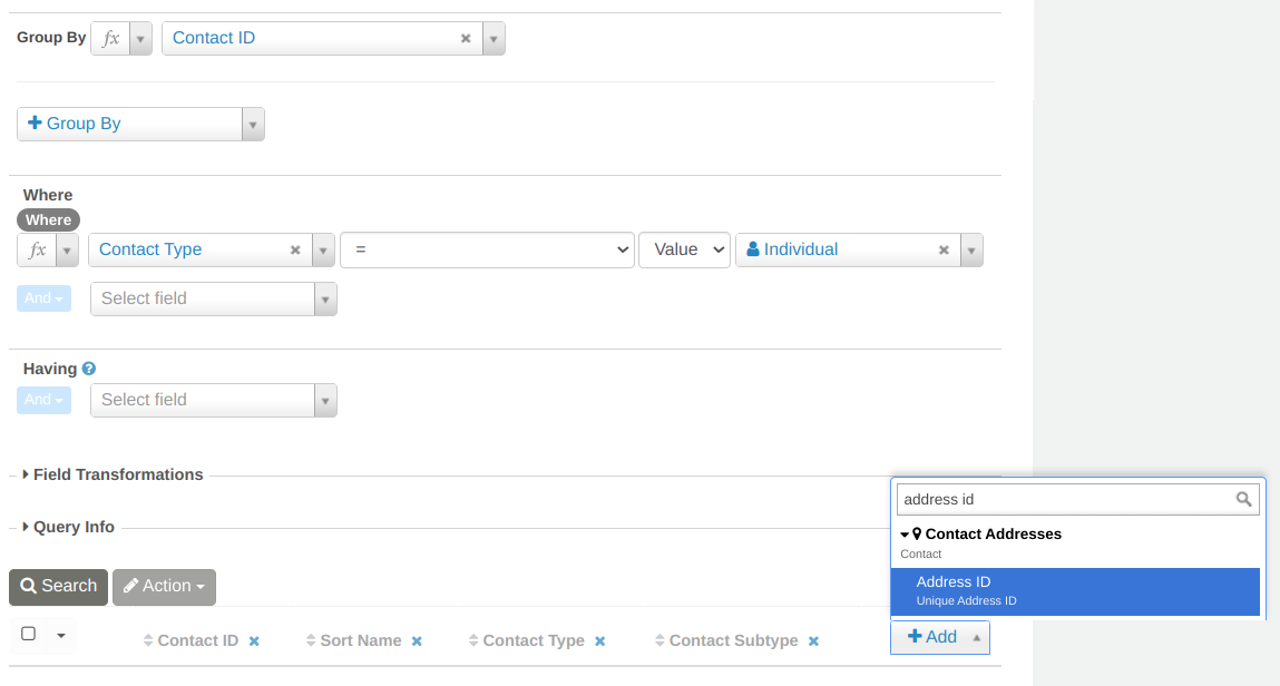 Group By fx Contact ID
Group By
Where
Where
fx Contact Type = Value Individual
And Select field
Having
And Select field
Field Transformations
address id
Query Info
Contact Addresses
Contact
Address ID
Unique Address ID
Search Action
Contact ID Sort Name Contact Type Contact Subtype Add